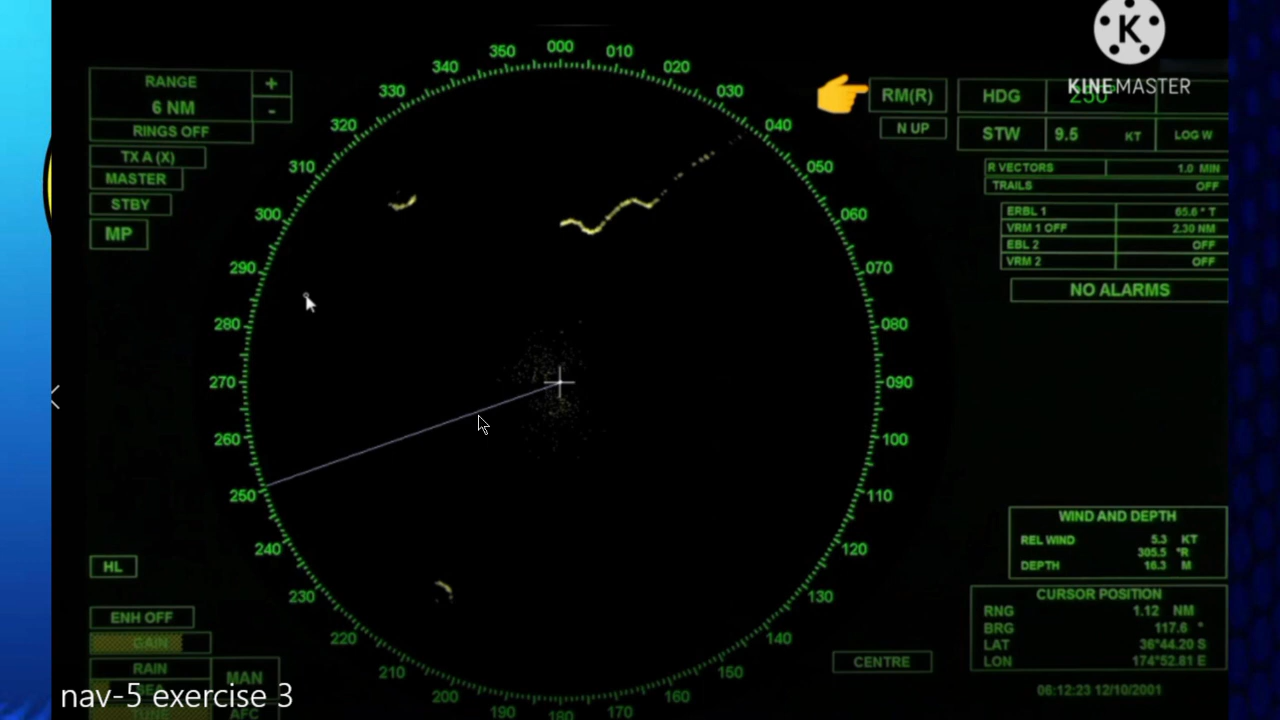 K
KINEMASTER
RANGE +
6 NM -
RINGS OFF
TX A (X)
MASTER
STBY
MP
350 000 010
340 020
330 030
320 040
310 050
300 060
290 070
280 080
270 090
260 100
250 110
240 120
230 130
220 140
210 150
200 160
190 180 170
RM(R)
N UP
HDG 250
STW 9.5 KT LOG W
R VECTORS 1.0 MIN
TRAILS OFF
ERBL 1 65.6° T
VRM 1 OFF 2.30 NM
EBL 2 OFF
VRM 2 OFF
NO ALARMS
WIND AND DEPTH
REL WIND 5.3 KT
305.5 °R
DEPTH 16.3 M
CURSOR POSITION
RNG 1.12 NM
BRG 117.6 °
LAT 36°44.20 S
LON 174°52.81 E
CENTRE
06:12:23 12/10/2001
HL
ENH OFF
GAIN
RAIN
SEA MAN
TUNE AFC
nav-5 exercise 3